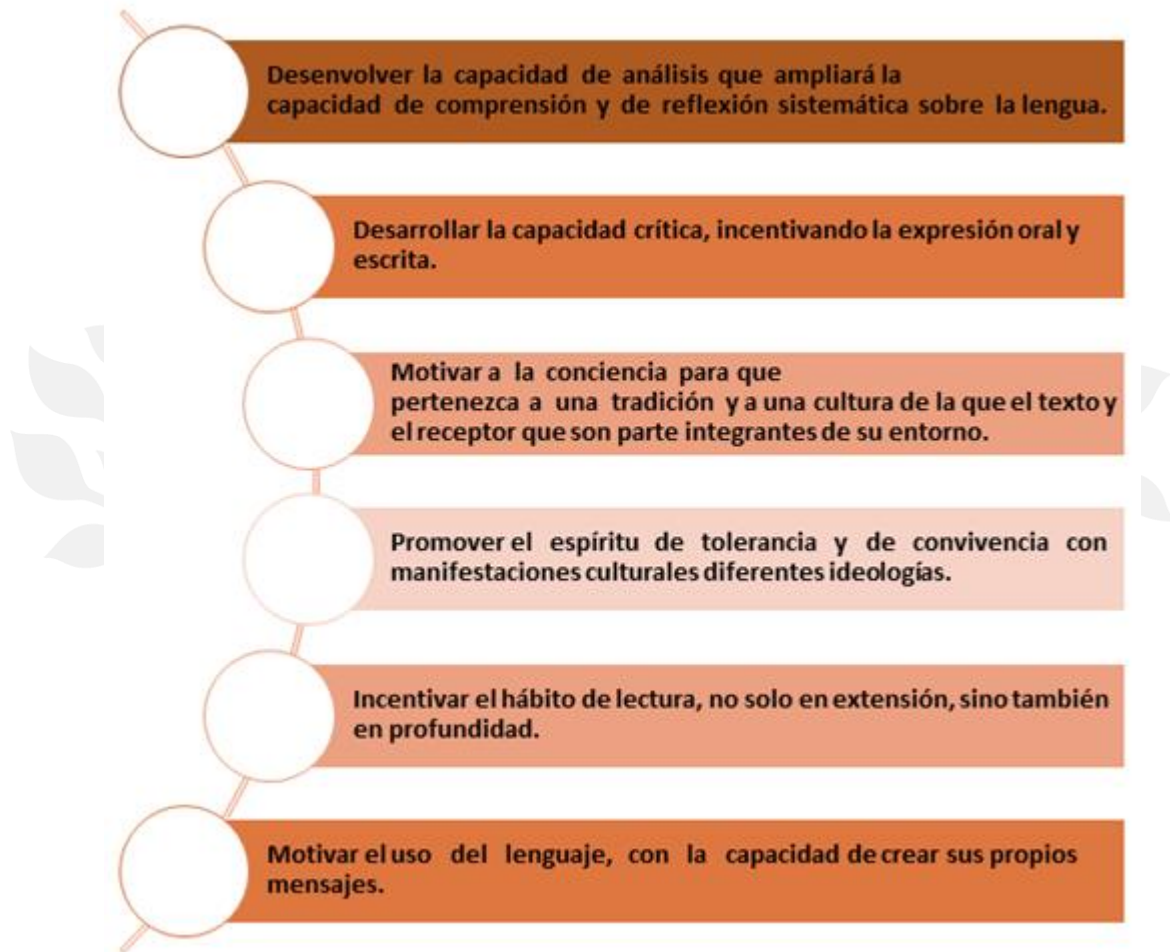 Desenvolver la capacidad de análisis que ampliará la
capacidad de comprensión y de reflexión sistemática sobre la lengua.
Desarrollar la capacidad crítica, incentivando la expresión oral y
escrita.
Motivar a la conciencia para que
pertenezca a una tradición y a una cultura de la que el texto y
el receptor que son parte integrantes de su entorno.
Promover el espíritu de tolerancia y de convivencia con
manifestaciones culturales diferentes ideologías.
Incentivar el hábito de lectura, no solo en extensión, sino también
en profundidad.
Motivar el uso del lenguaje, con la capacidad de crear sus propios
mensajes.